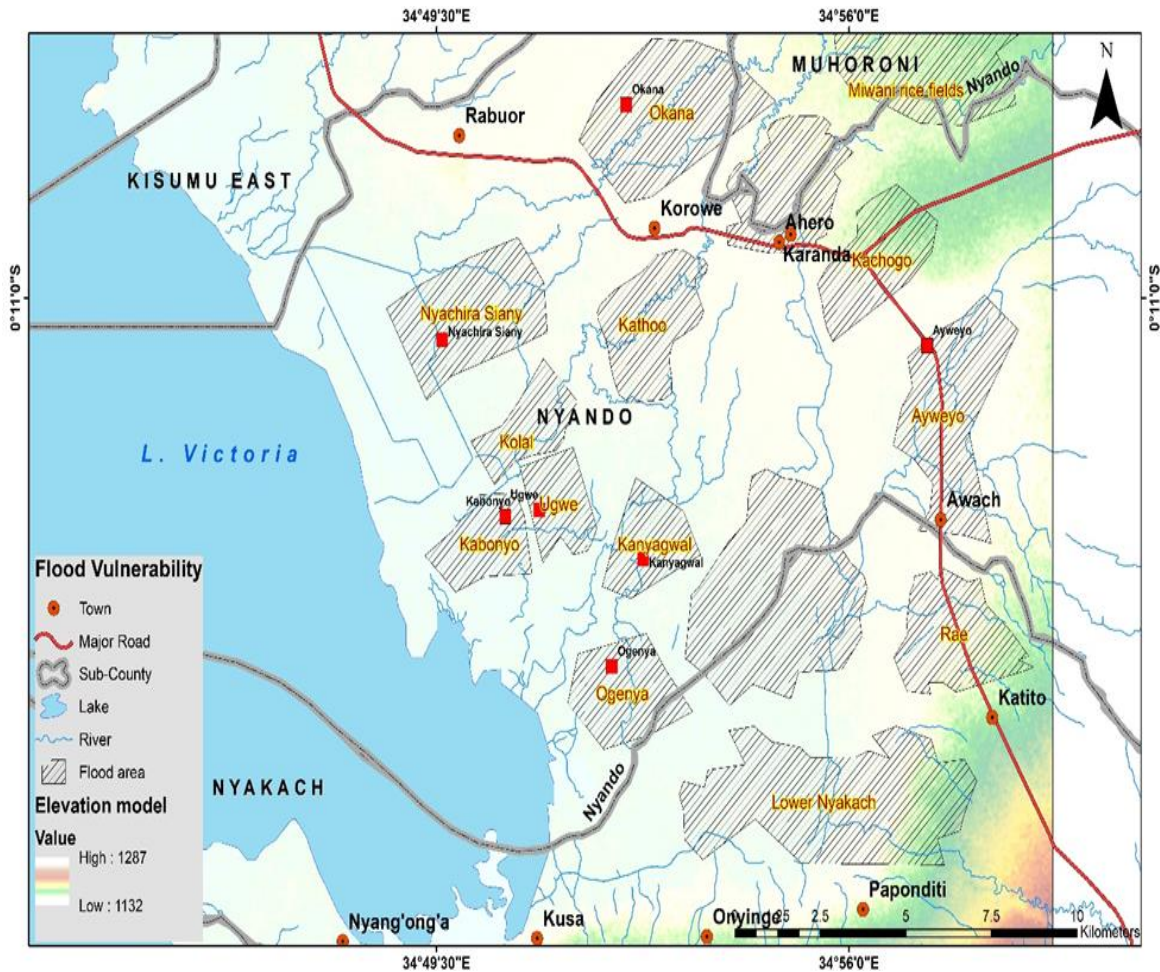 34°49'30"E
34°56'0"E
N
MUHORONI
Miwani rice fields
Nyando
Okana
Okana
Rabuor
KISUMU EAST
Korowe
Ahero
Karanda
Kachogo
0°11'0"S
0°11'0"S
Nyachira Siany
Nyachira Siany
Kathoo
Ayweyo
Ayweyo
NYANDO
Kolal
L. Victoria
Kabonyo
Ugwe
Ugwe
Kabonyo
Kanyagwal
Kanyagwal
Awach
Rae
Ogenya
Ogenya
Katito
Nyando
NYAKACH
Lower Nyakach
Flood Vulnerability
Town
Major Road
Sub-County
Lake
River
Flood area
Elevation model
Value
High : 1287
Low : 1132
Paponditi
Nyang'ong'a
Kusa
Onyinge
2.5
5
7.5
10
Kilometers
34°49'30"E
34°56'0"E